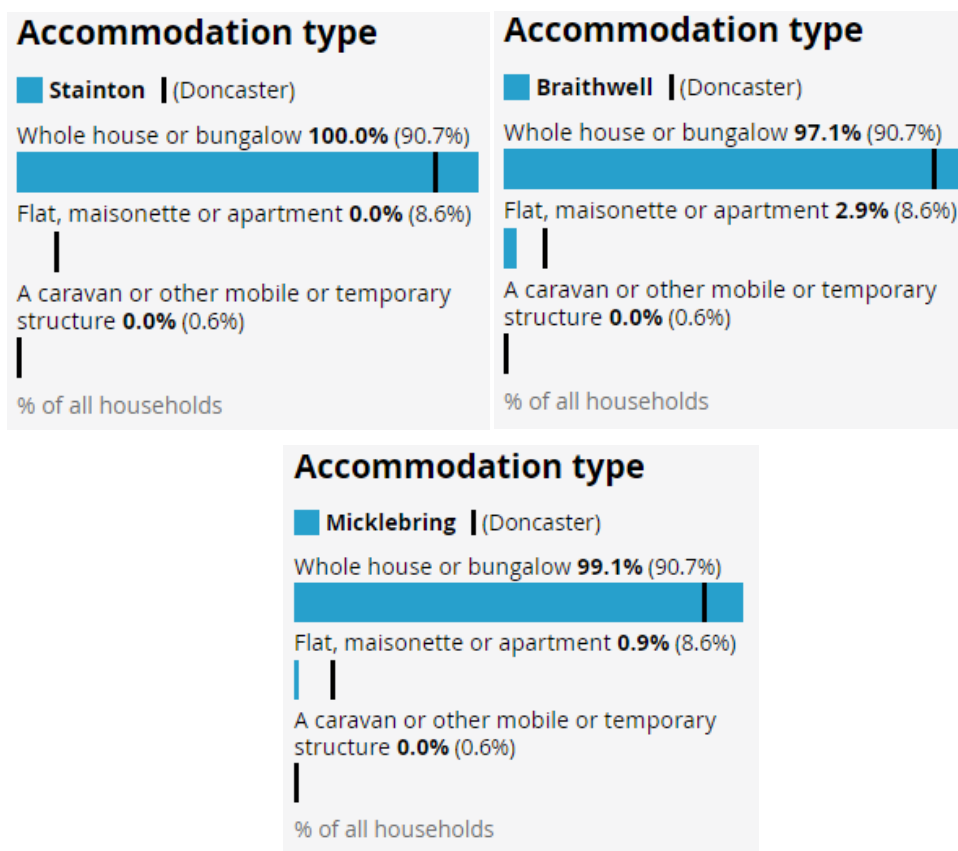 Accommodation type
Stainton (Doncaster)
Whole house or bungalow 100.0% (90.7%)
Flat, maisonette or apartment 0.0% (8.6%)
A caravan or other mobile or temporary
structure 0.0% (0.6%)
% of all households
Accommodation type
Braithwell (Doncaster)
Whole house or bungalow 97.1% (90.7%)
Flat, maisonette or apartment 2.9% (8.6%)
A caravan or other mobile or temporary
structure 0.0% (0.6%)
% of all households
Accommodation type
Micklebring (Doncaster)
Whole house or bungalow 99.1% (90.7%)
Flat, maisonette or apartment 0.9% (8.6%)
A caravan or other mobile or temporary
structure 0.0% (0.6%)
% of all households